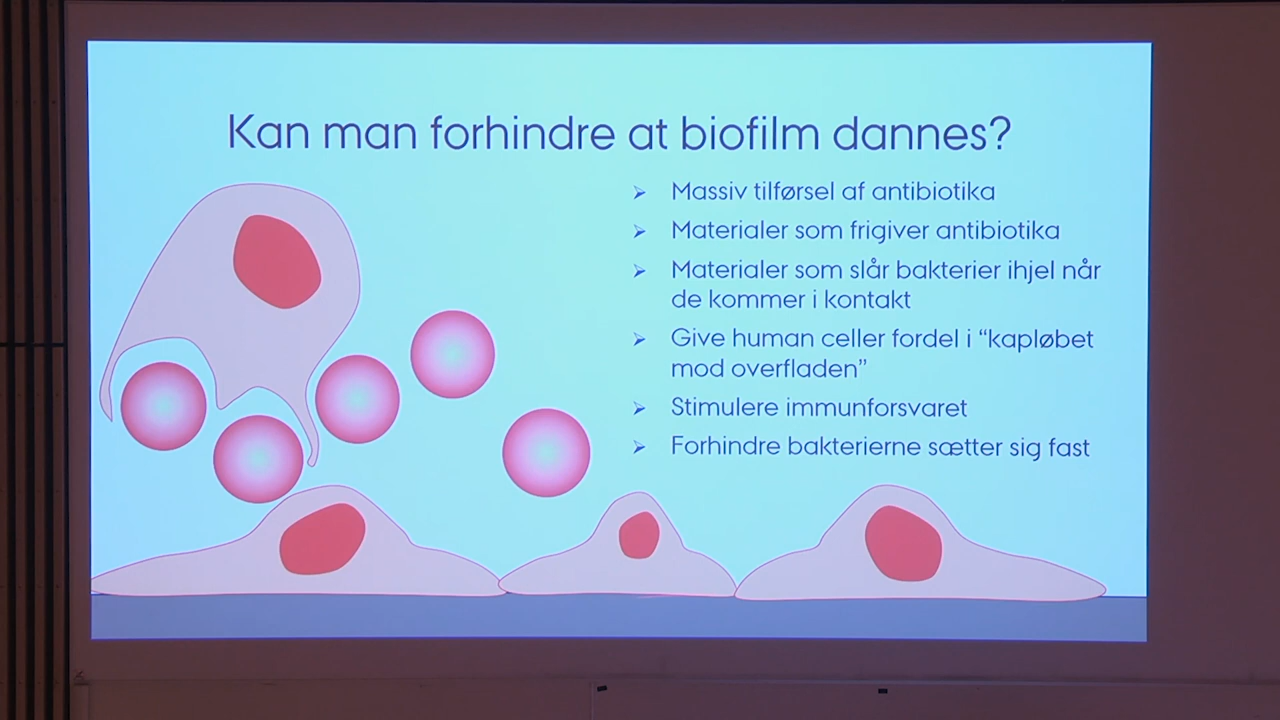 Kan man forhindre at biofilm dannes?
➢ Massiv tilførsel af antibiotika
➢ Materialer som frigiver antibiotika
➢ Materialer som slår bakterier ihjel når
de kommer i kontakt
➢ Give human celler fordel i “kapløbet
mod overfladen”
➢ Stimulere immunforsvaret
➢ Forhindre bakterierne sætter sig fast